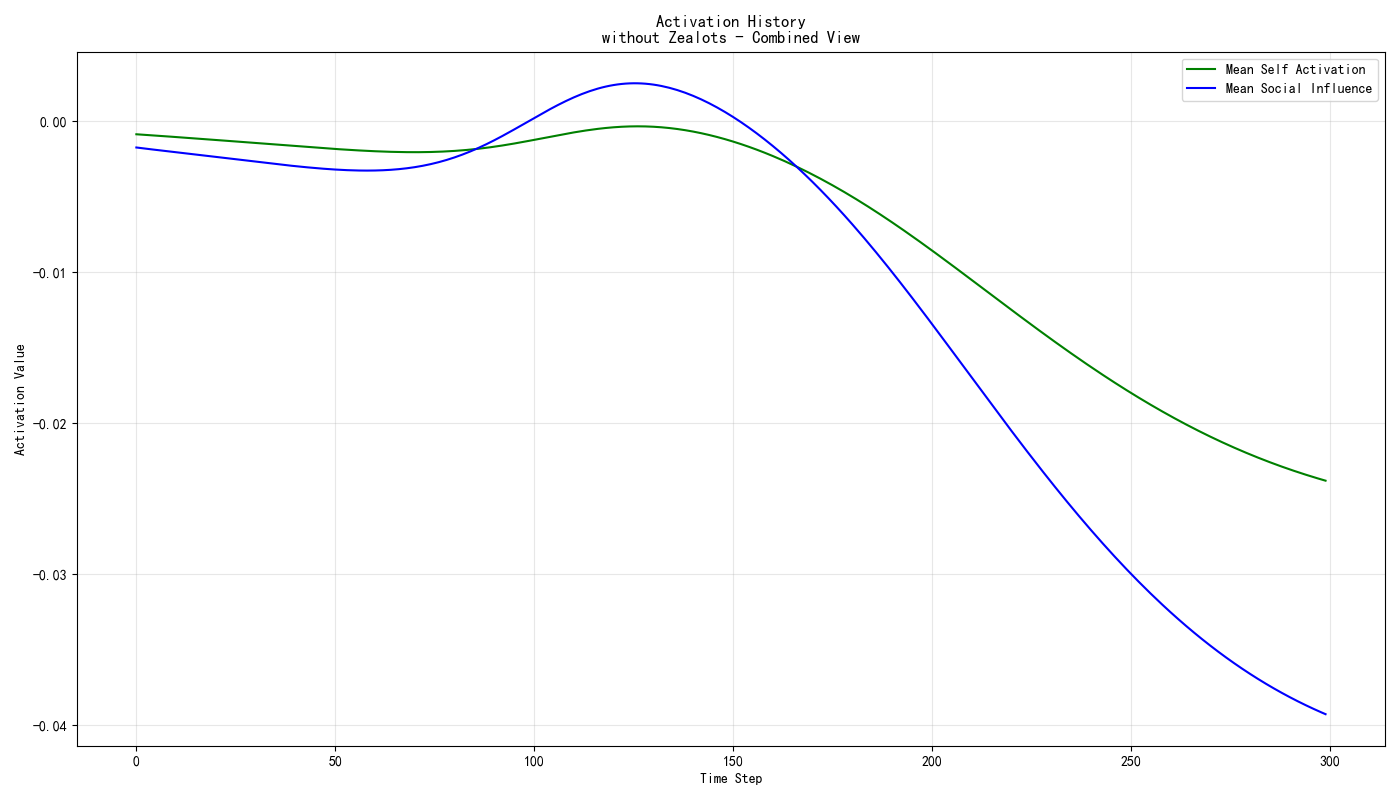 Activation History
without Zealots - Combined View
Mean Self Activation
Mean Social Influence
0.00
-0.01
-0.02
-0.03
-0.04
Activation Value
0
50
100
150
200
250
300
Time Step